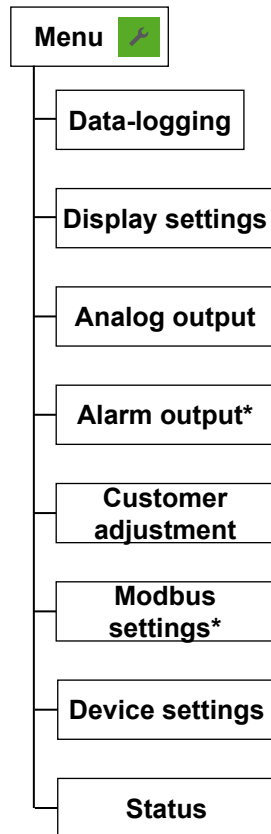 Menu
Data-logging
Display settings
Analog output
Alarm output*
Customer
adjustment
Modbus
settings*
Device settings
Status